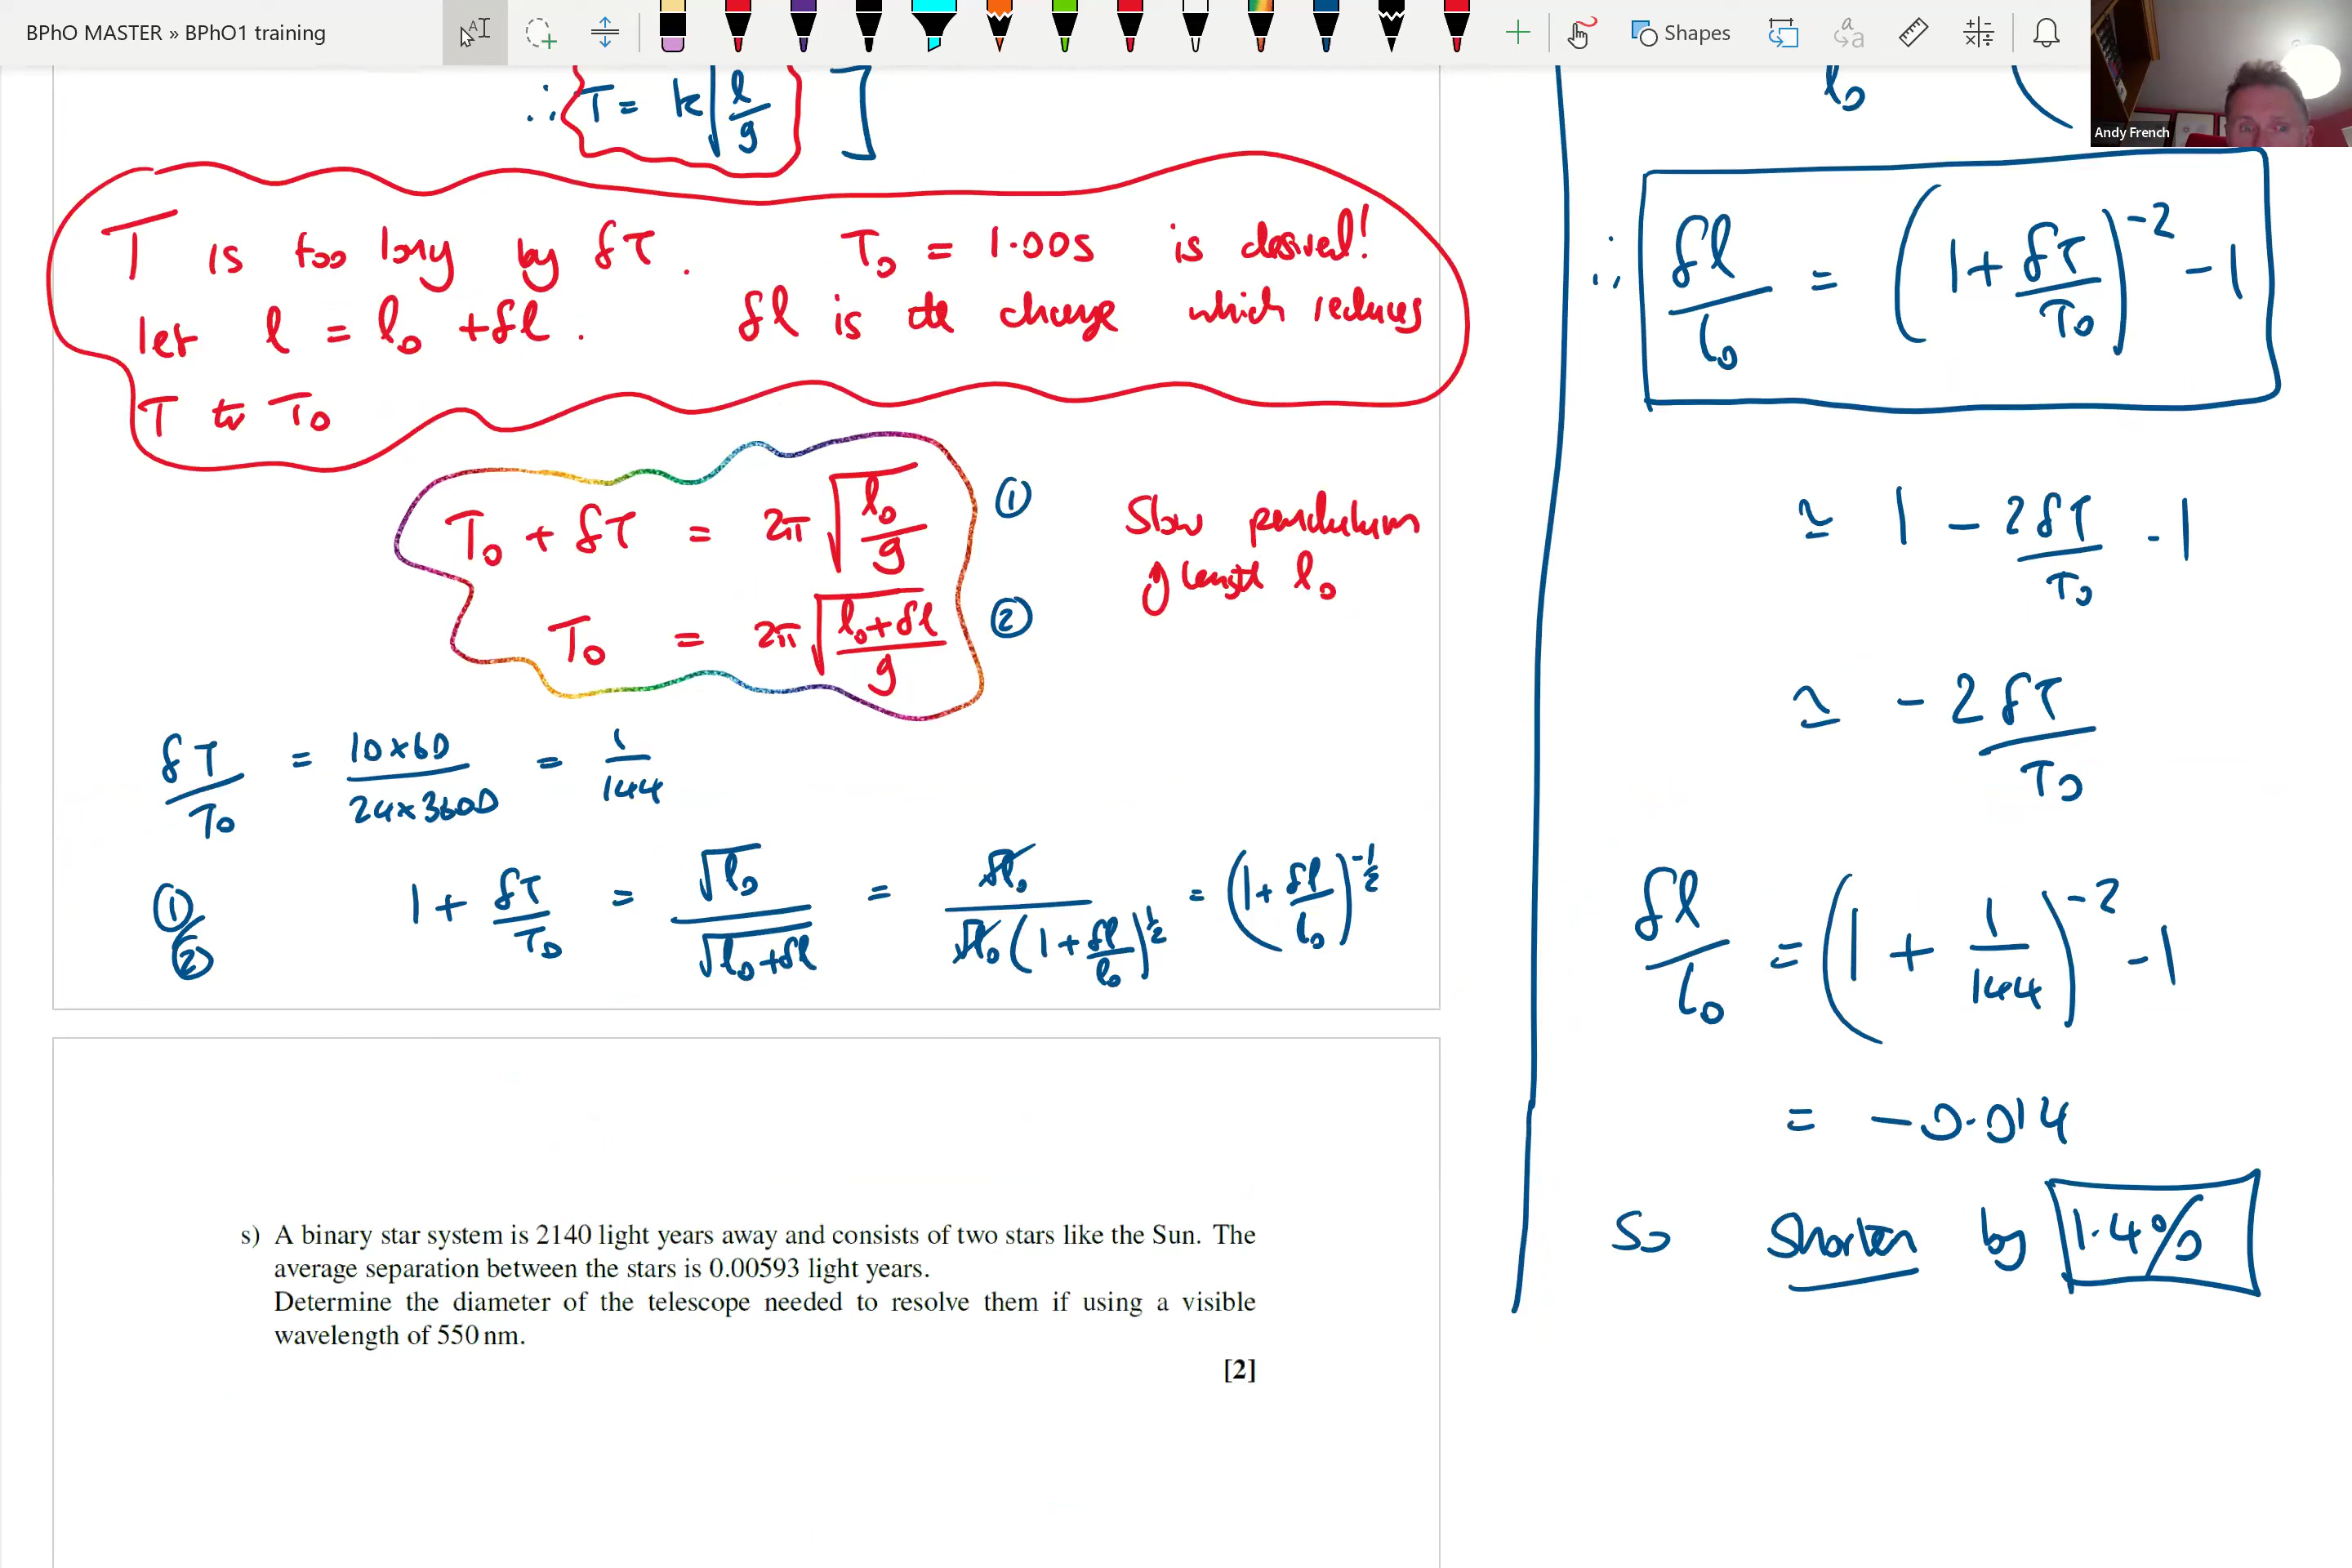 BPhO MASTER » BPhO1 training
Shapes
Andy French
∴ T = k √(l/g) ]
T is too long by δT. T₀ = 1.00s is desired!
let l = l₀ + δl. δl is the change which reduces
T to T₀
T₀ + δT = 2π √(l₀/g) ①
T₀ = 2π √((l₀+δl)/g) ②
Slow pendulum
of length l₀
δT/T₀ = (10×60)/(24×3600) = 1/144
①/② 1 + δT/T₀ = √l₀/√(l₀+δl) = √l₀/(√l₀(1+δl/l₀)^½) = (1+δl/l₀)^-½
s) A binary star system is 2140 light years away and consists of two stars like the Sun. The
average separation between the stars is 0.00593 light years.
Determine the diameter of the telescope needed to resolve them if using a visible
wavelength of 550 nm.
[2]
l₀
∴ δl/l₀ = (1 + δT/T₀)^-2 - 1
≃ 1 - 2δT/T₀ - 1
≃ - 2δT/T₀
δl/l₀ = (1 + 1/144)^-2 - 1
= - 0.014
So shorten by 1.4%